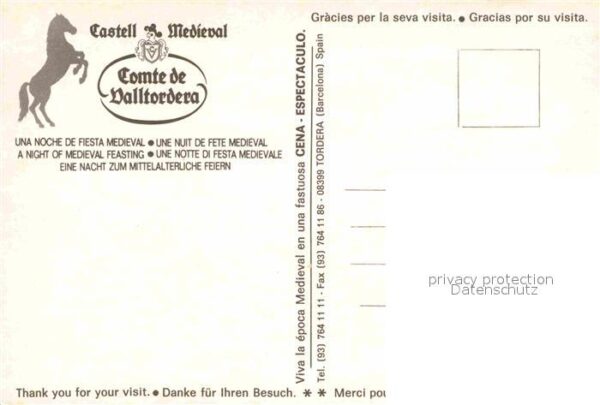 Gràcies per la seva visita. ● Gracias por su visita.
Castell Medieval
Comte de
Valltordera
UNA NOCHE DE FIESTA MEDIEVAL ● UNE NUIT DE FETE MEDIEVAL
A NIGHT OF MEDIEVAL FEASTING ● UNE NOTTE DI FESTA MEDIEVALE
EINE NACHT ZUM MITTELALTERLICHE FEIERN
Viva la época Medieval en una fastuosa CENA - ESPECTACULO.
Tel. (93) 764 11 11 - Fax (93) 764 11 86 - 08399 TORDERA (Barcelona) Spain
privacy protection
Datenschutz
Thank you for your visit. ● Danke für Ihren Besuch. * * Merci pou